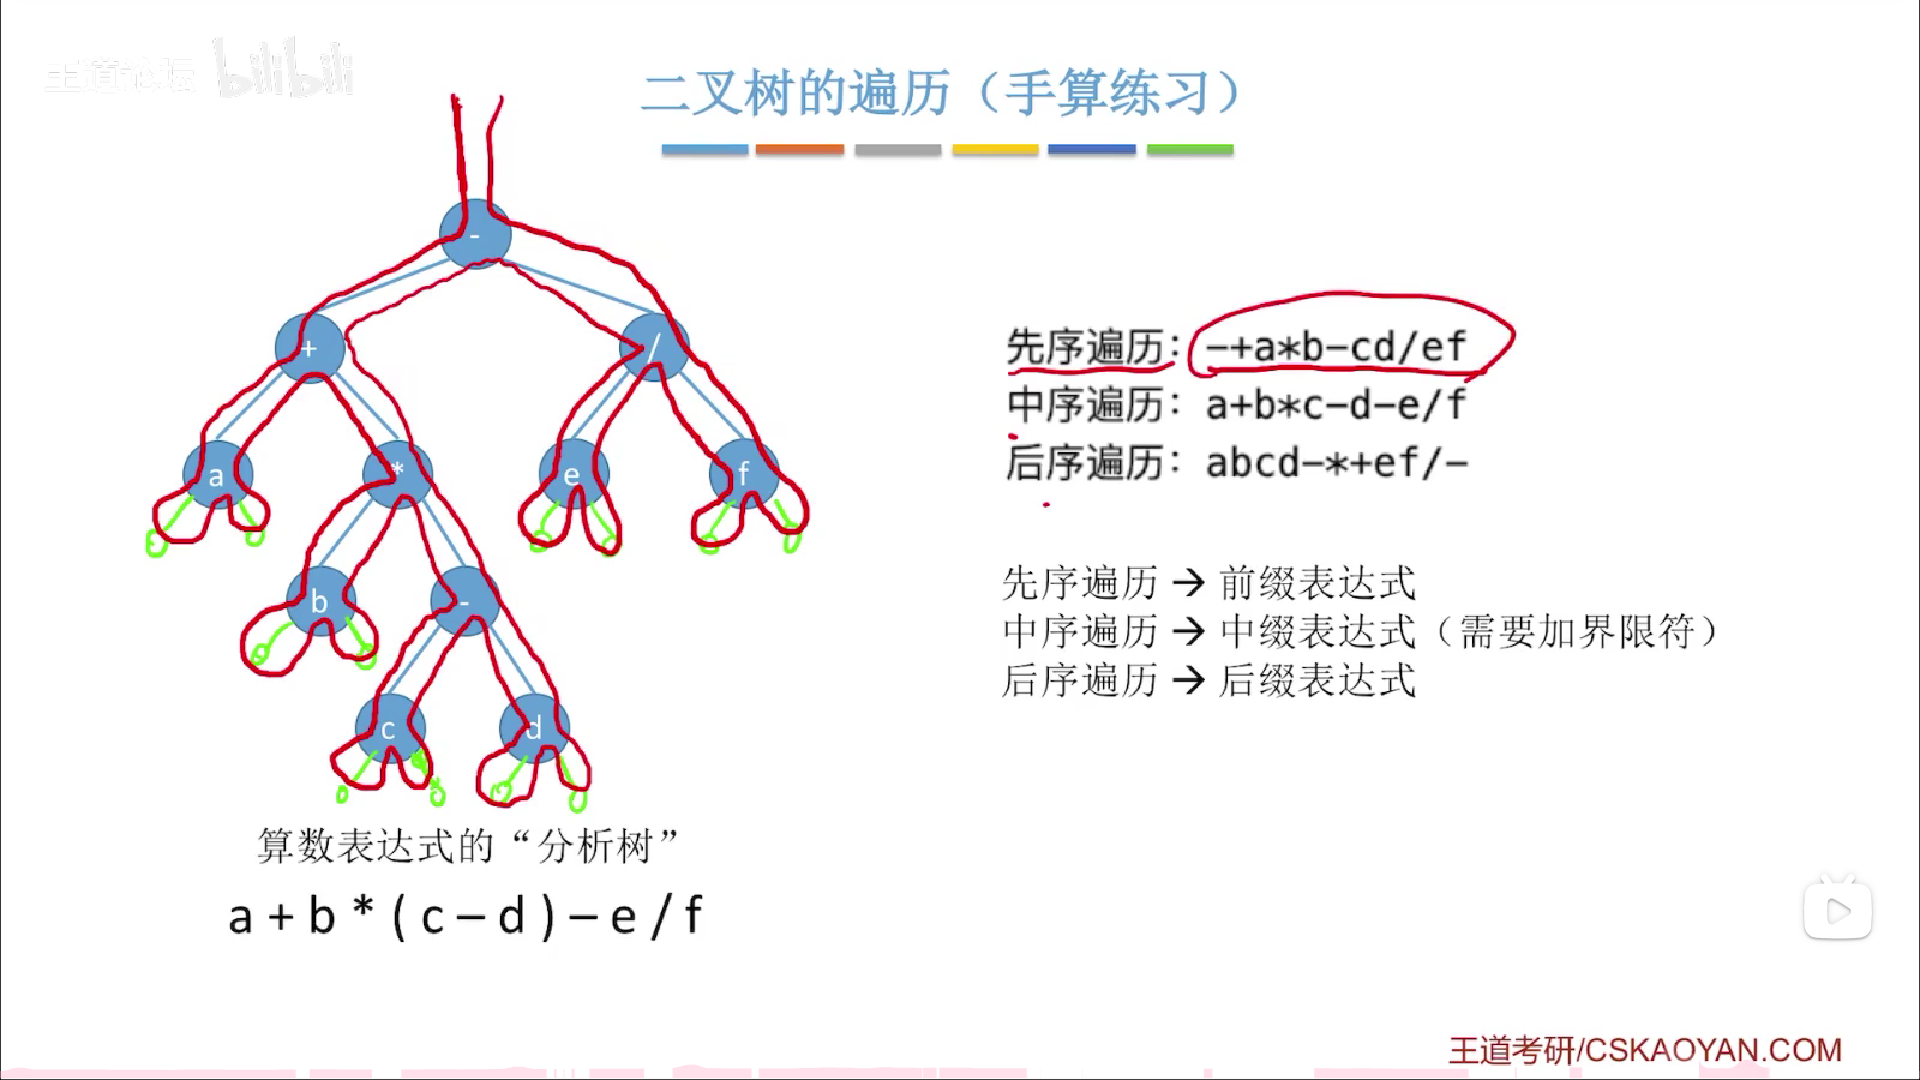 王道论坛 bilibili
二叉树的遍历（手算练习）
-
+
/
a
*
e
f
b
-
c
d
先序遍历：-+a*b-cd/ef
中序遍历：a+b*c-d-e/f
后序遍历：abcd-*+ef/-
先序遍历 → 前缀表达式
中序遍历 → 中缀表达式（需要加界限符）
后序遍历 → 后缀表达式
算数表达式的“分析树”
a + b * ( c – d ) – e / f
王道考研/CSKAOYAN.COM